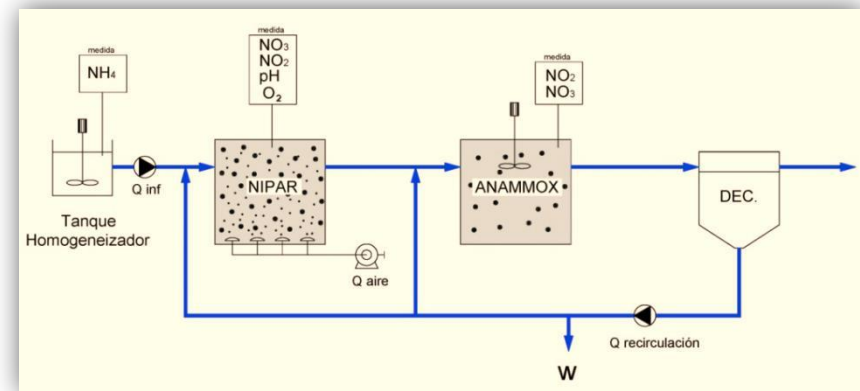 medida
NH₄
Q inf
Tanque
Homogeneizador
medida
NO₃
NO₂
pH
O₂
NIPAR
Q aire
medida
NO₂
NO₃
ANAMMOX
DEC.
Q recirculación
W